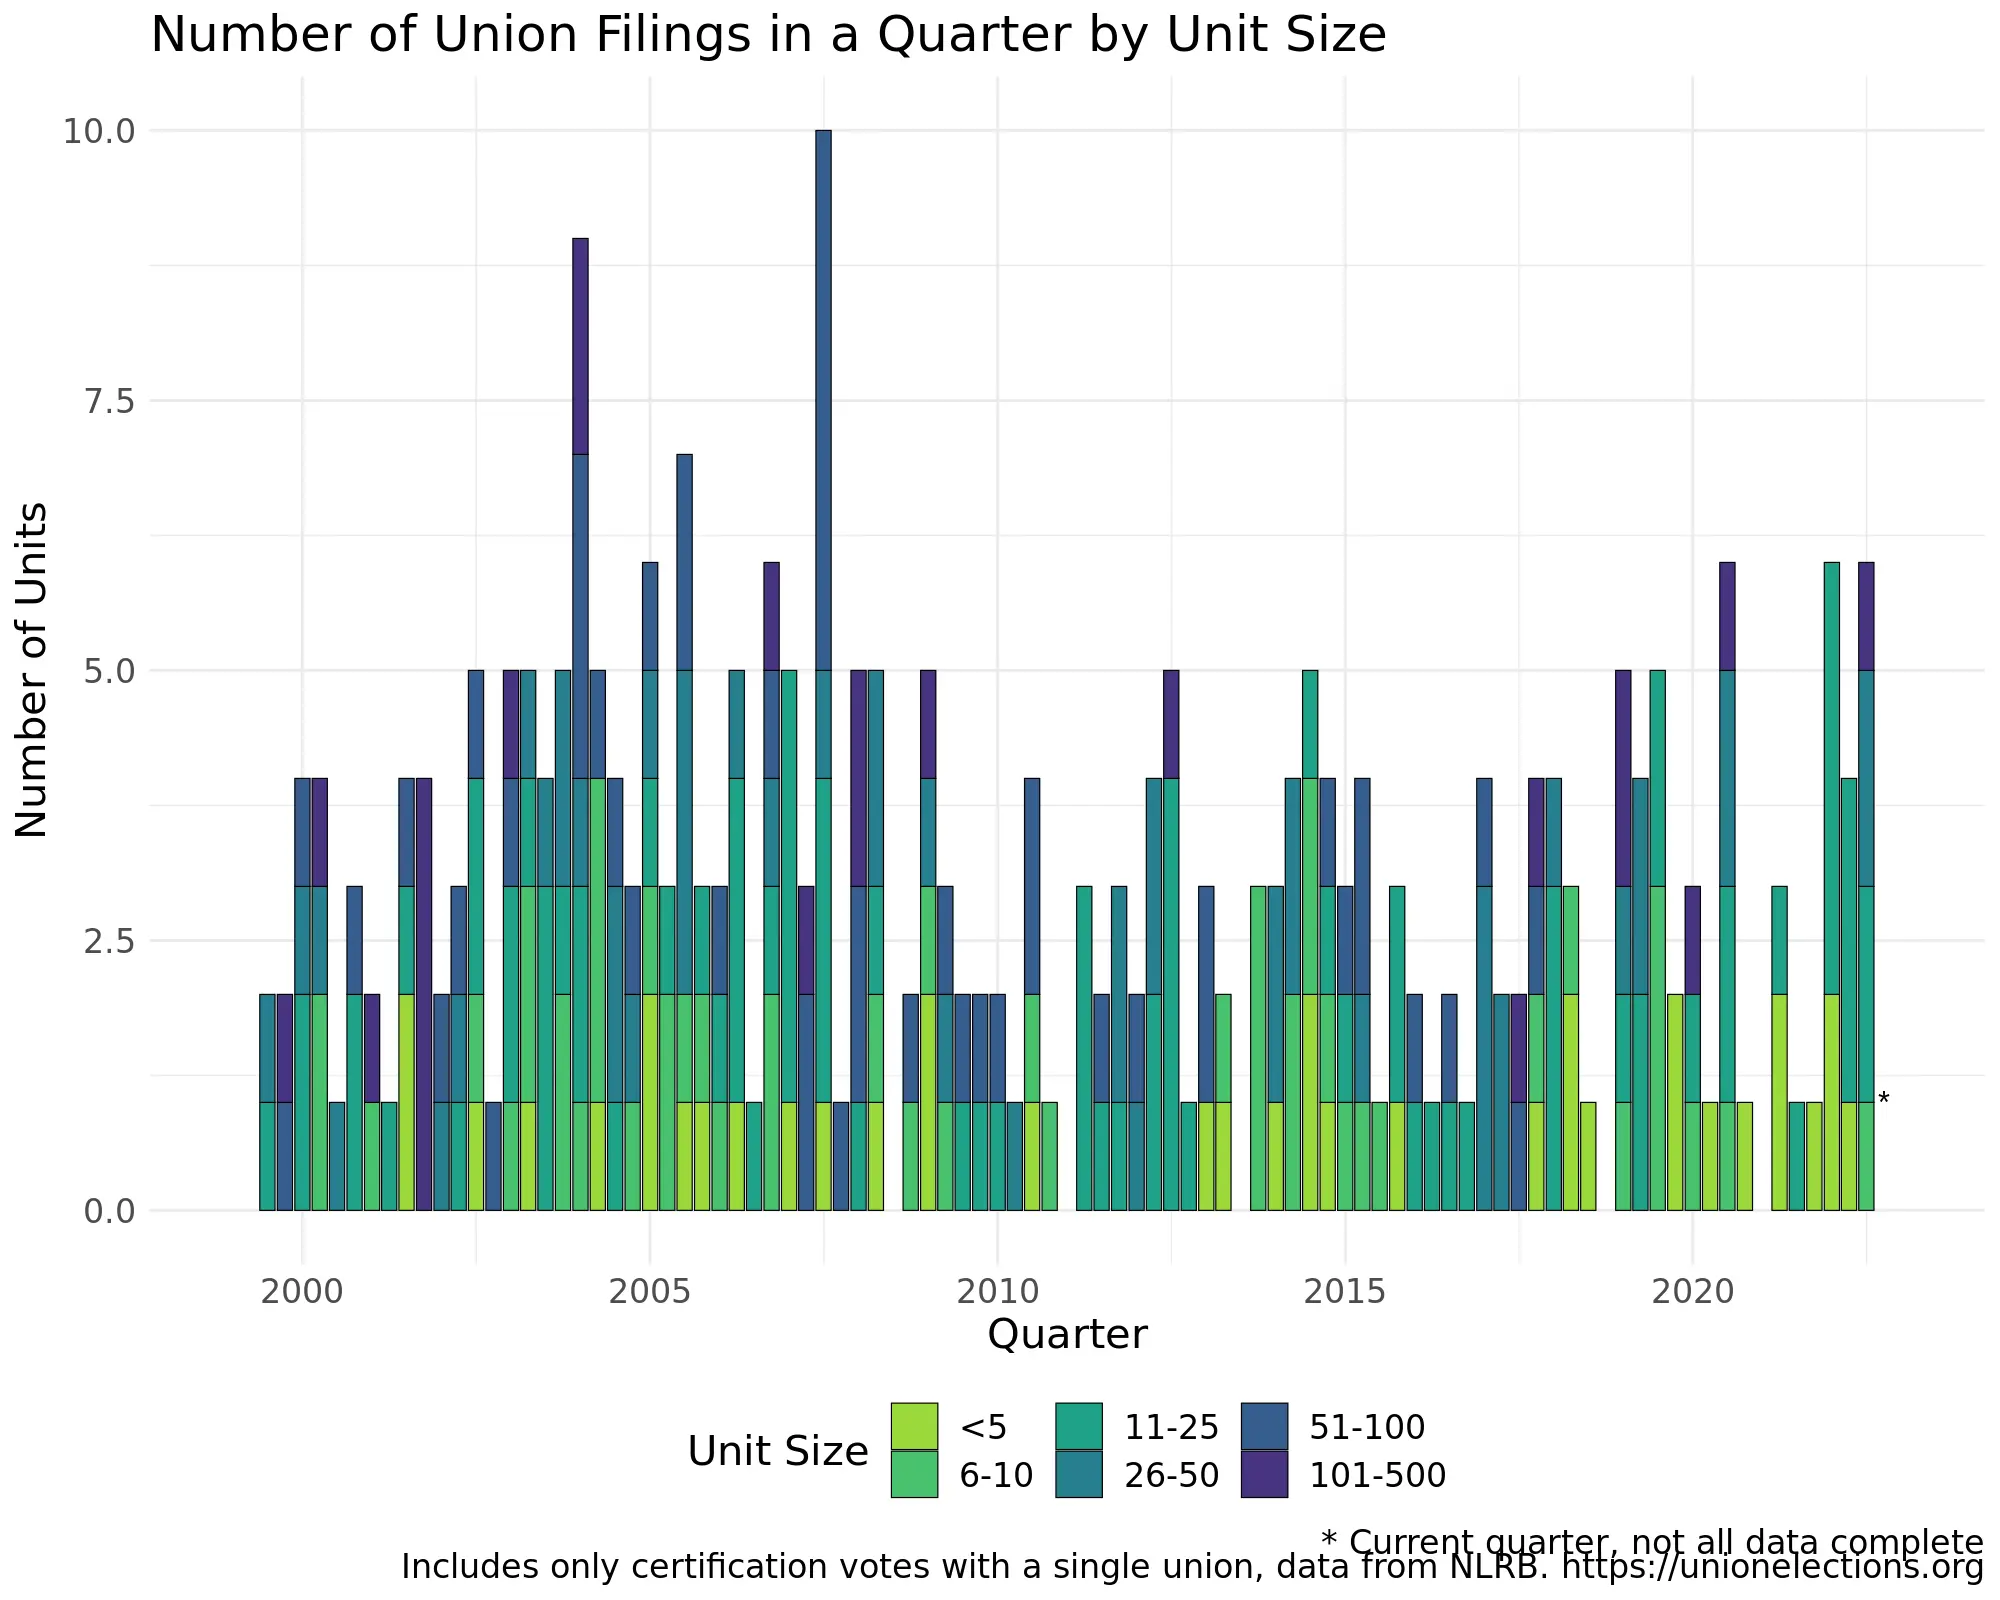 Number of Union Filings in a Quarter by Unit Size
Number of Units
10.0
7.5
5.0
2.5
0.0
*
2000 2005 2010 2015 2020
Quarter
Unit Size
<5 11-25 51-100
6-10 26-50 101-500
* Current quarter, not all data complete
Includes only certification votes with a single union, data from NLRB. https://unionelections.org